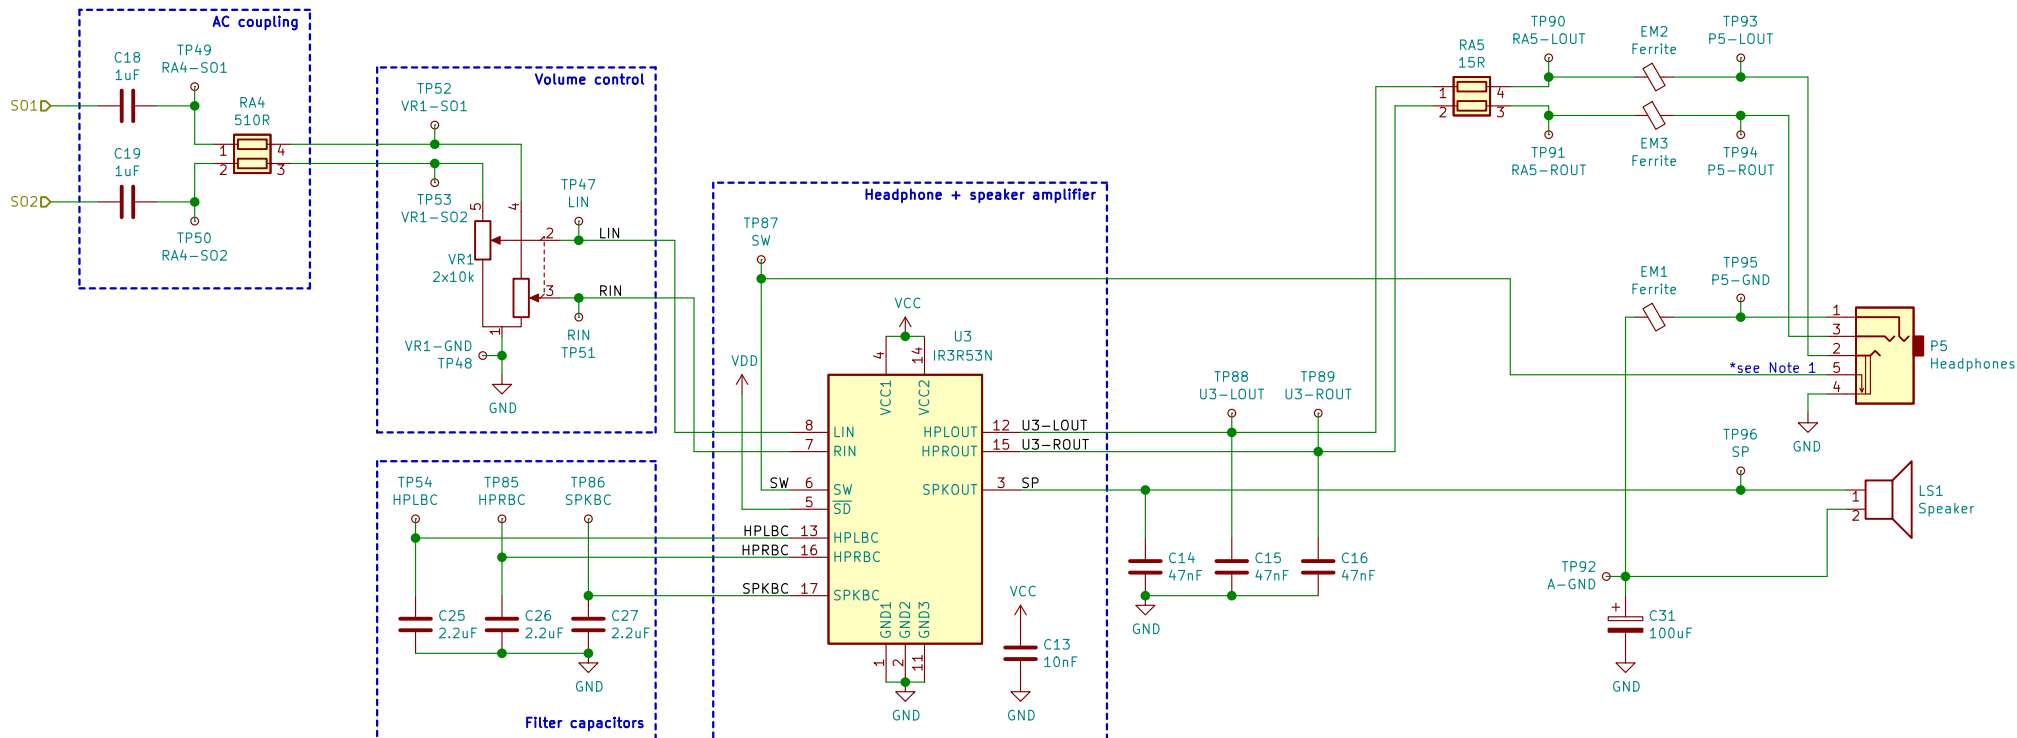 AC coupling
C18
1uF
TP49
RA4-SO1
SO1
RA4
510R
1
4
2
3
C19
1uF
SO2
TP50
RA4-SO2
Volume control
TP52
VR1-SO1
TP53
VR1-SO2
5
4
TP47
LIN
2
LIN
VR1
2x10k
3
RIN
1
RIN
TP51
VR1-GND
TP48
GND
TP54
HPLBC
TP85
HPRBC
TP86
SPKBC
C25
2.2uF
C26
2.2uF
C27
2.2uF
GND
Filter capacitors
Headphone + speaker amplifier
TP87
SW
VCC
U3
IR3R53N
VDD
4
14
VCC1
VCC2
8
LIN
7
RIN
SW
6
SW
5
SD
HPLBC
13
HPLBC
HPRBC
16
HPRBC
SPKBC
17
SPKBC
HPLOUT
12
U3-LOUT
HPROUT
15
U3-ROUT
SPKOUT
3
SP
GND1
GND2
GND3
1
2
11
GND
VCC
C13
10nF
GND
TP88
U3-LOUT
TP89
U3-ROUT
C14
47nF
C15
47nF
C16
47nF
GND
RA5
15R
1
4
2
3
TP90
RA5-LOUT
TP91
RA5-ROUT
EM2
Ferrite
EM3
Ferrite
TP93
P5-LOUT
TP94
P5-ROUT
EM1
Ferrite
TP95
P5-GND
*see Note 1
1
3
2
5
4
P5
Headphones
GND
TP96
SP
1
2
LS1
Speaker
TP92
A-GND
+
C31
100uF
GND